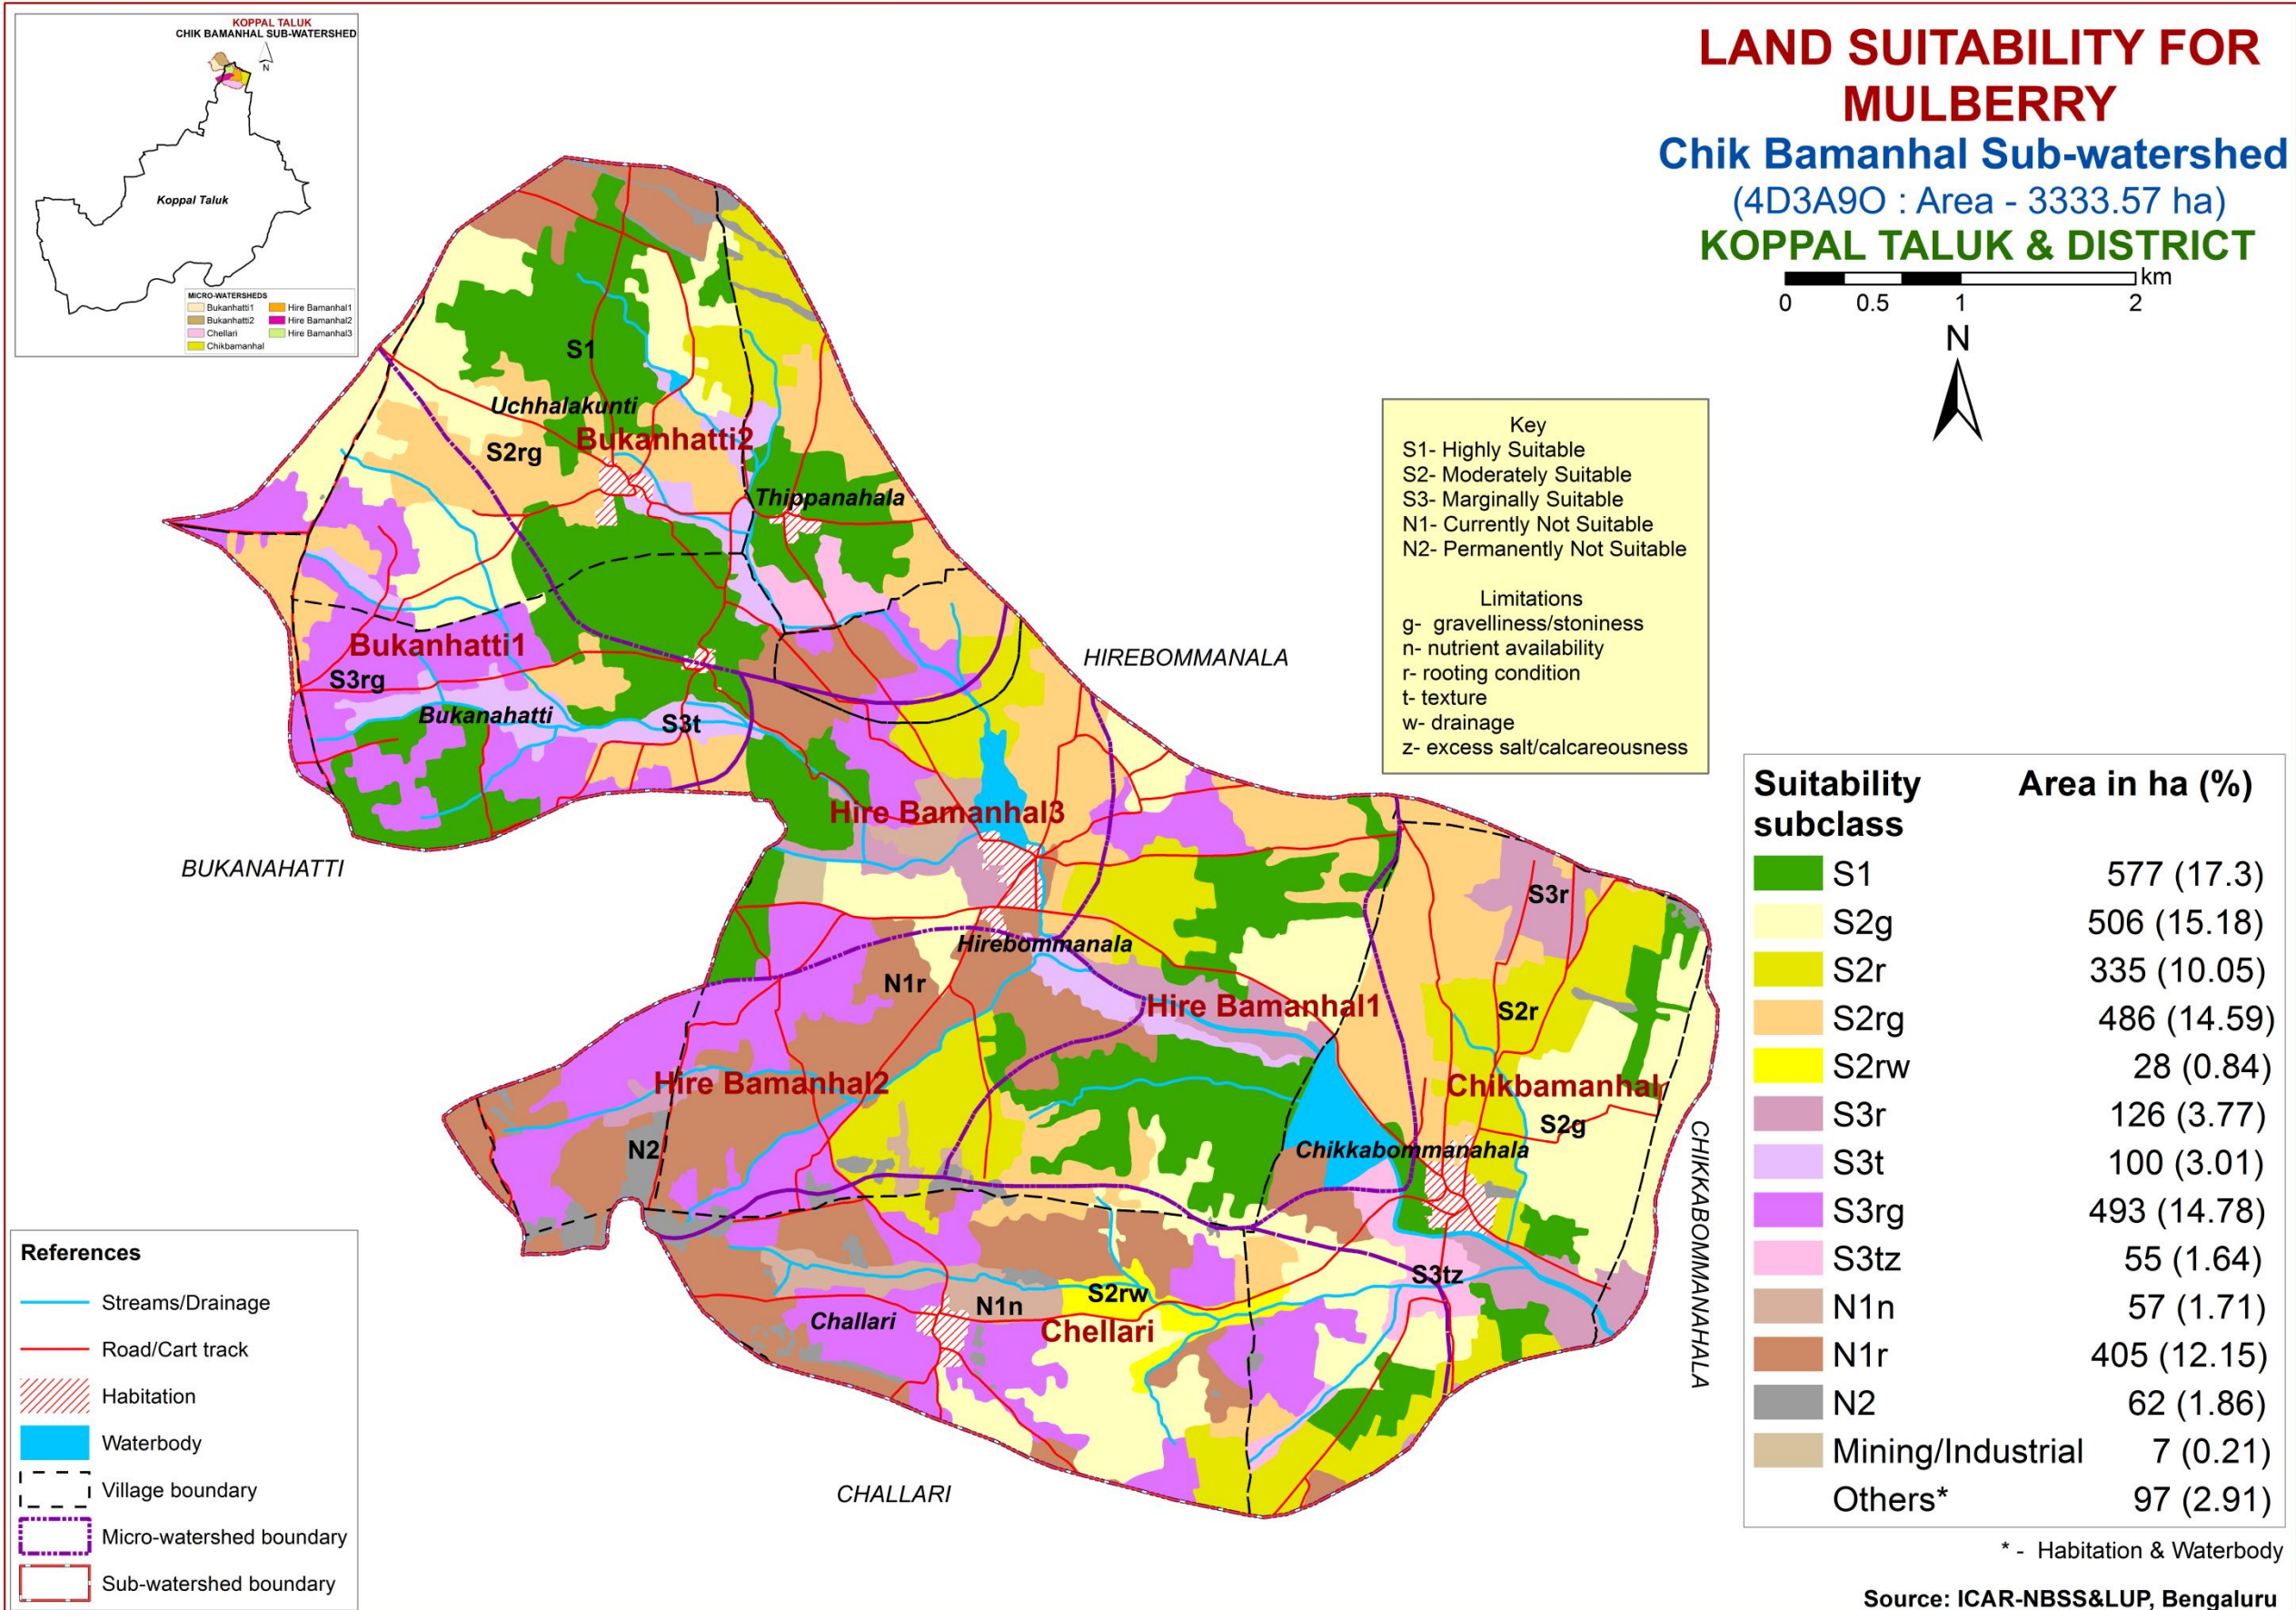 KOPPAL TALUK
CHIK BAMANHAL SUB-WATERSHED
N
Koppal Taluk
MICRO-WATERSHEDS
Bukanhatti1
Hire Bamanhal1
Bukanhatti2
Hire Bamanhal2
Chellari
Hire Bamanhal3
Chikbamanhal
LAND SUITABILITY FOR
MULBERRY
Chik Bamanhal Sub-watershed
(4D3A9O : Area - 3333.57 ha)
KOPPAL TALUK & DISTRICT
km
0 0.5 1 2
N
Key
S1- Highly Suitable
S2- Moderately Suitable
S3- Marginally Suitable
N1- Currently Not Suitable
N2- Permanently Not Suitable
Limitations
g- gravelliness/stoniness
n- nutrient availability
r- rooting condition
t- texture
w- drainage
z- excess salt/calcareousness
S1
Uchhalakunti
Bukanhatti2
S2rg
Thippanahala
Bukanhatti1
HIREBOMMANALA
S3rg
Bukanahatti
S3t
Hire Bamanhal3
BUKANAHATTI
S3r
Hirebommanala
N1r
Hire Bamanhal1
S2r
Hire Bamanhal2
Chikbamanhal
S2g
N2
Chikkabommanahala
CHIKKABOMMANAHALA
S3tz
S2rw
N1n
Challari
Chellari
CHALLARI
Suitability subclass
Area in ha (%)
S1 577 (17.3)
S2g 506 (15.18)
S2r 335 (10.05)
S2rg 486 (14.59)
S2rw 28 (0.84)
S3r 126 (3.77)
S3t 100 (3.01)
S3rg 493 (14.78)
S3tz 55 (1.64)
N1n 57 (1.71)
N1r 405 (12.15)
N2 62 (1.86)
Mining/Industrial 7 (0.21)
Others* 97 (2.91)
* - Habitation & Waterbody
Source: ICAR-NBSS&LUP, Bengaluru
References
Streams/Drainage
Road/Cart track
Habitation
Waterbody
Village boundary
Micro-watershed boundary
Sub-watershed boundary